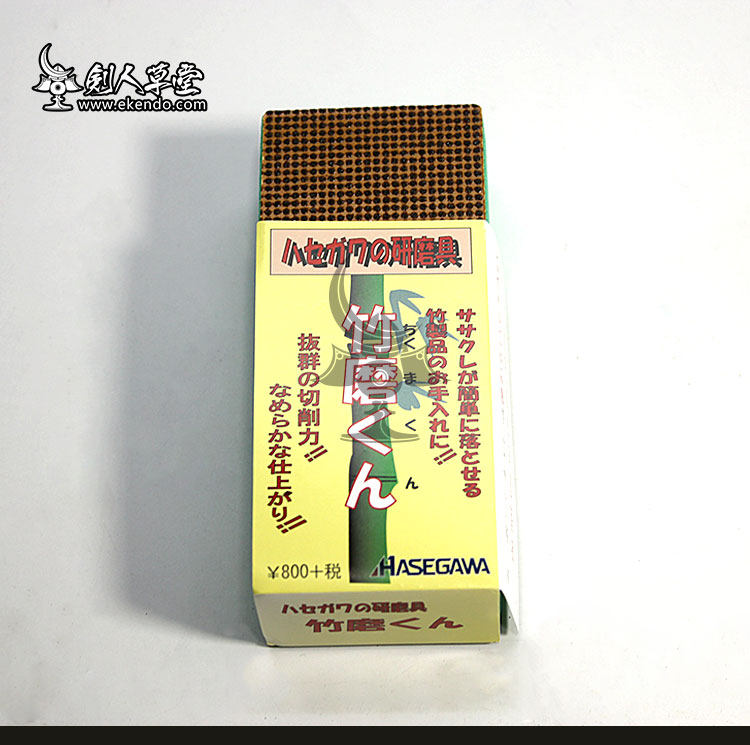 剣人草堂
www.ekendo.com
ハセガワの研磨具
ササクレが簡単に落とせる
竹製品のお手入れに!!
竹磨くん
ちくまくん
抜群の切削力!!
なめらかな仕上がり!!
¥800+税
HASEGAWA
ハセガワの研磨具
竹磨くん